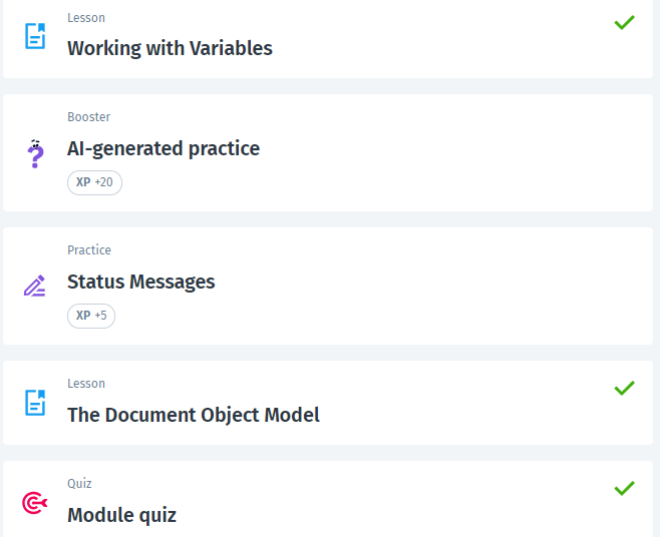 Lesson
Working with Variables
Booster
AI-generated practice
XP +20
Practice
Status Messages
XP +5
Lesson
The Document Object Model
Quiz
Module quiz